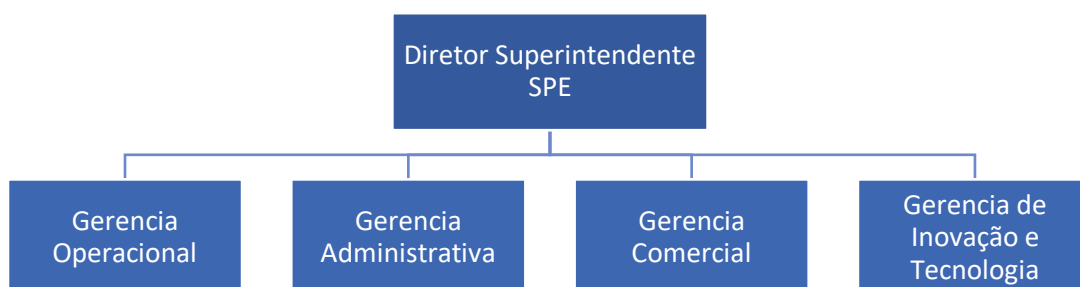 Diretor Superintendente
SPE
Gerencia
Operacional
Gerencia
Administrativa
Gerencia
Comercial
Gerencia de
Inovação e
Tecnologia